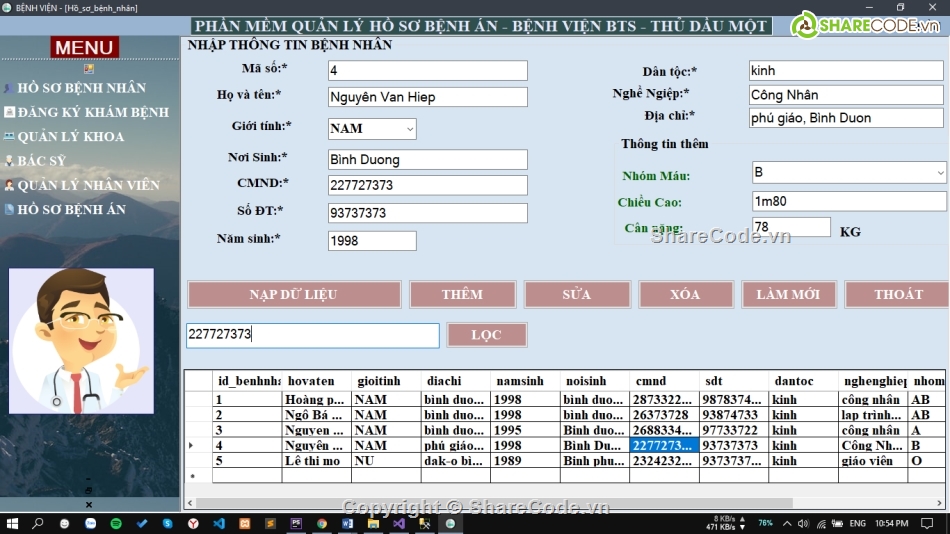 BỆNH VIỆN - [Hồ_sơ_bệnh_nhân]
PHẦN MỀM QUẢN LÝ HỒ SƠ BỆNH ÁN - BỆNH VIỆN BTS - THỦ DẦU MỘT
SHARECODE.vn
MENU
HỒ SƠ BỆNH NHÂN
ĐĂNG KÝ KHÁM BỆNH
QUẢN LÝ KHOA
BÁC SỸ
QUẢN LÝ NHÂN VIÊN
HỒ SƠ BỆNH ÁN
NHẬP THÔNG TIN BỆNH NHÂN
Mã số:* 4
Họ và tên:* Nguyên Van Hiep
Giới tính:* NAM
Nơi Sinh:* Bình Duong
CMND:* 227727373
Số ĐT:* 93737373
Năm sinh:* 1998
Dân tộc:* kinh
Nghề Ngiệp:* Công Nhân
Địa chỉ:* phú giáo, Bình Duon
Thông tin thêm
Nhóm Máu: B
Chiều Cao: 1m80
Cân nặng: 78 KG
ShareCode.vn
NẠP DỮ LIỆU THÊM SỬA XÓA LÀM MỚI THOÁT
227727373 LỌC
id_benhnha hovaten gioitinh diachi namsinh noisinh cmnd sdt dantoc nghenghiep nhom
1 Hoàng p... NAM bình duo... 1998 bình duo... 2873322... 9878374... kinh công nhân AB
2 Ngô Bá ... NAM bình duo... 1998 bình duo... 26373728 93874733 kinh lap trình... AB
3 Nguyen ... NAM bình duo... 1995 bình duo... 2688334... 97733722 kinh công nhân A
4 Nguyên ... NAM phú giáo... 1998 Bình Du... 2277273... 93737373 kinh Công Nh... B
5 Lê thi mo NU dak-o bi... 1989 Bình phu... 2324232... 9373737... kinh giáo viên O
Copyright © ShareCode.vn
8 KB/s
471 KB/s
76%
ENG
10:54 PM